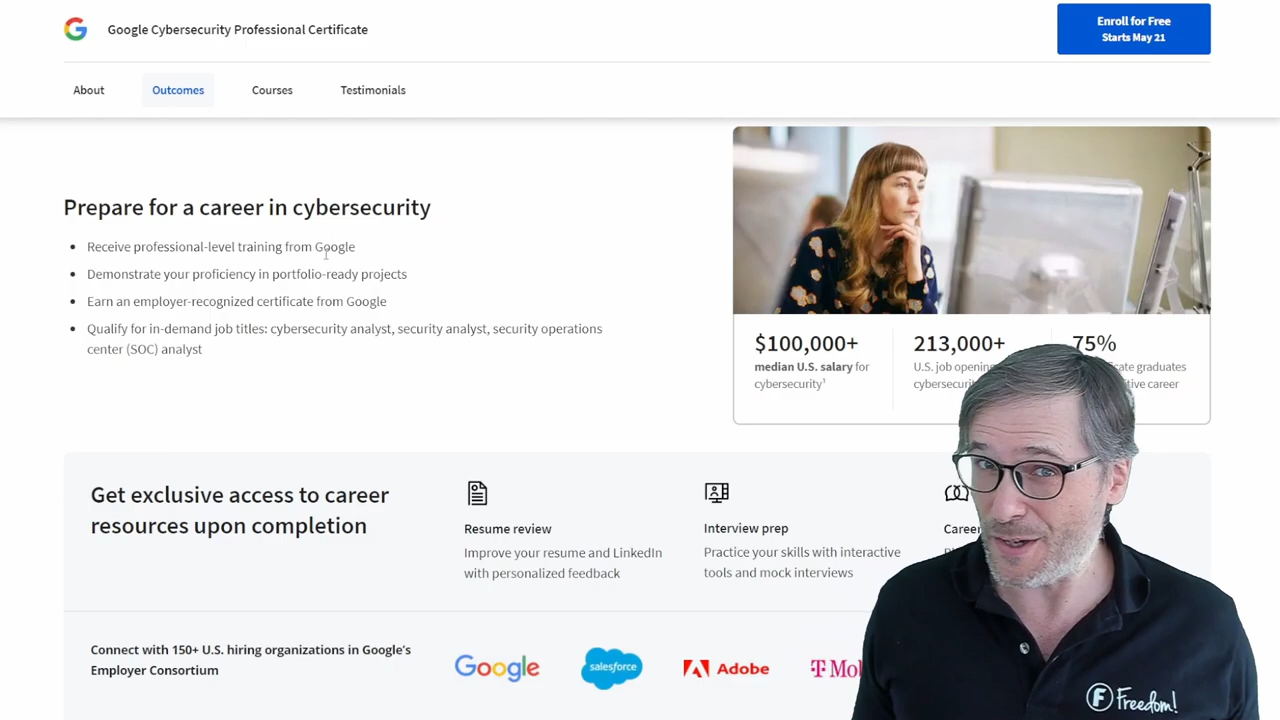 Google Cybersecurity Professional Certificate
Enroll for Free
Starts May 21
About
Outcomes
Courses
Testimonials
Prepare for a career in cybersecurity
Receive professional-level training from Google
Demonstrate your proficiency in portfolio-ready projects
Earn an employer-recognized certificate from Google
Qualify for in-demand job titles: cybersecurity analyst, security analyst, security operations
center (SOC) analyst
$100,000+
median U.S. salary for
cybersecurity¹
213,000+
U.S. job
75%
graduates
career
Get exclusive access to career
resources upon completion
Resume review
Improve your resume and LinkedIn
with personalized feedback
Interview prep
Practice your skills with interactive
tools and mock interviews
Career
Connect with 150+ U.S. hiring organizations in Google's
Employer Consortium
Google
salesforce
Adobe
F Freedom!